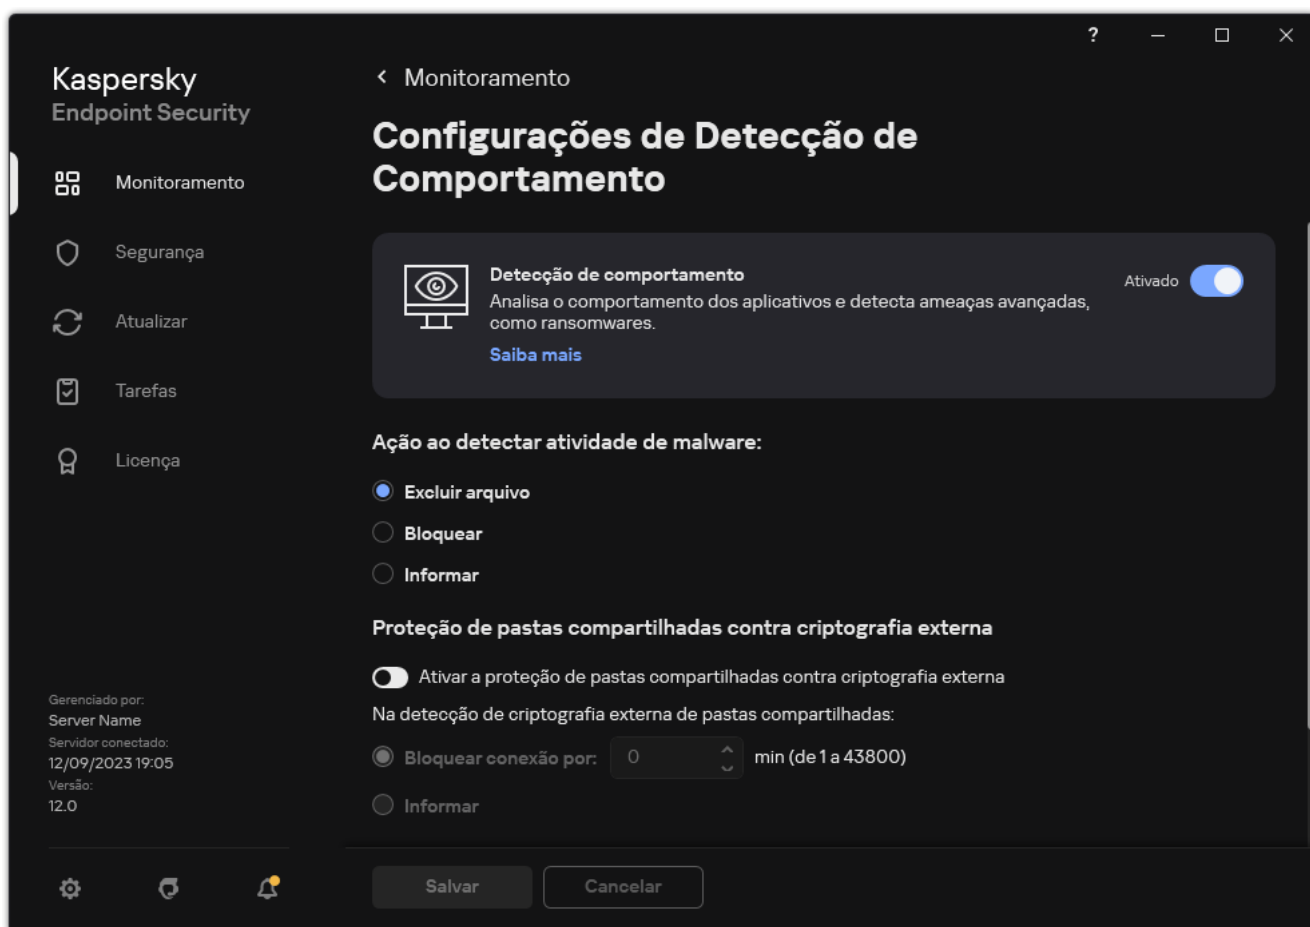 ?
Kaspersky
Endpoint Security
Monitoramento
Segurança
Atualizar
Tarefas
Licença
Gerenciado por:
Server Name
Servidor conectado:
12/09/2023 19:05
Versão:
12.0
Monitoramento
Configurações de Detecção de
Comportamento
Detecção de comportamento
Analisa o comportamento dos aplicativos e detecta ameaças avançadas,
como ransomwares.
Saiba mais
Ativado
Ação ao detectar atividade de malware:
Excluir arquivo
Bloquear
Informar
Proteção de pastas compartilhadas contra criptografia externa
Ativar a proteção de pastas compartilhadas contra criptografia externa
Na detecção de criptografia externa de pastas compartilhadas:
Bloquear conexão por: 0 min (de 1 a 43800)
Informar
Salvar
Cancelar